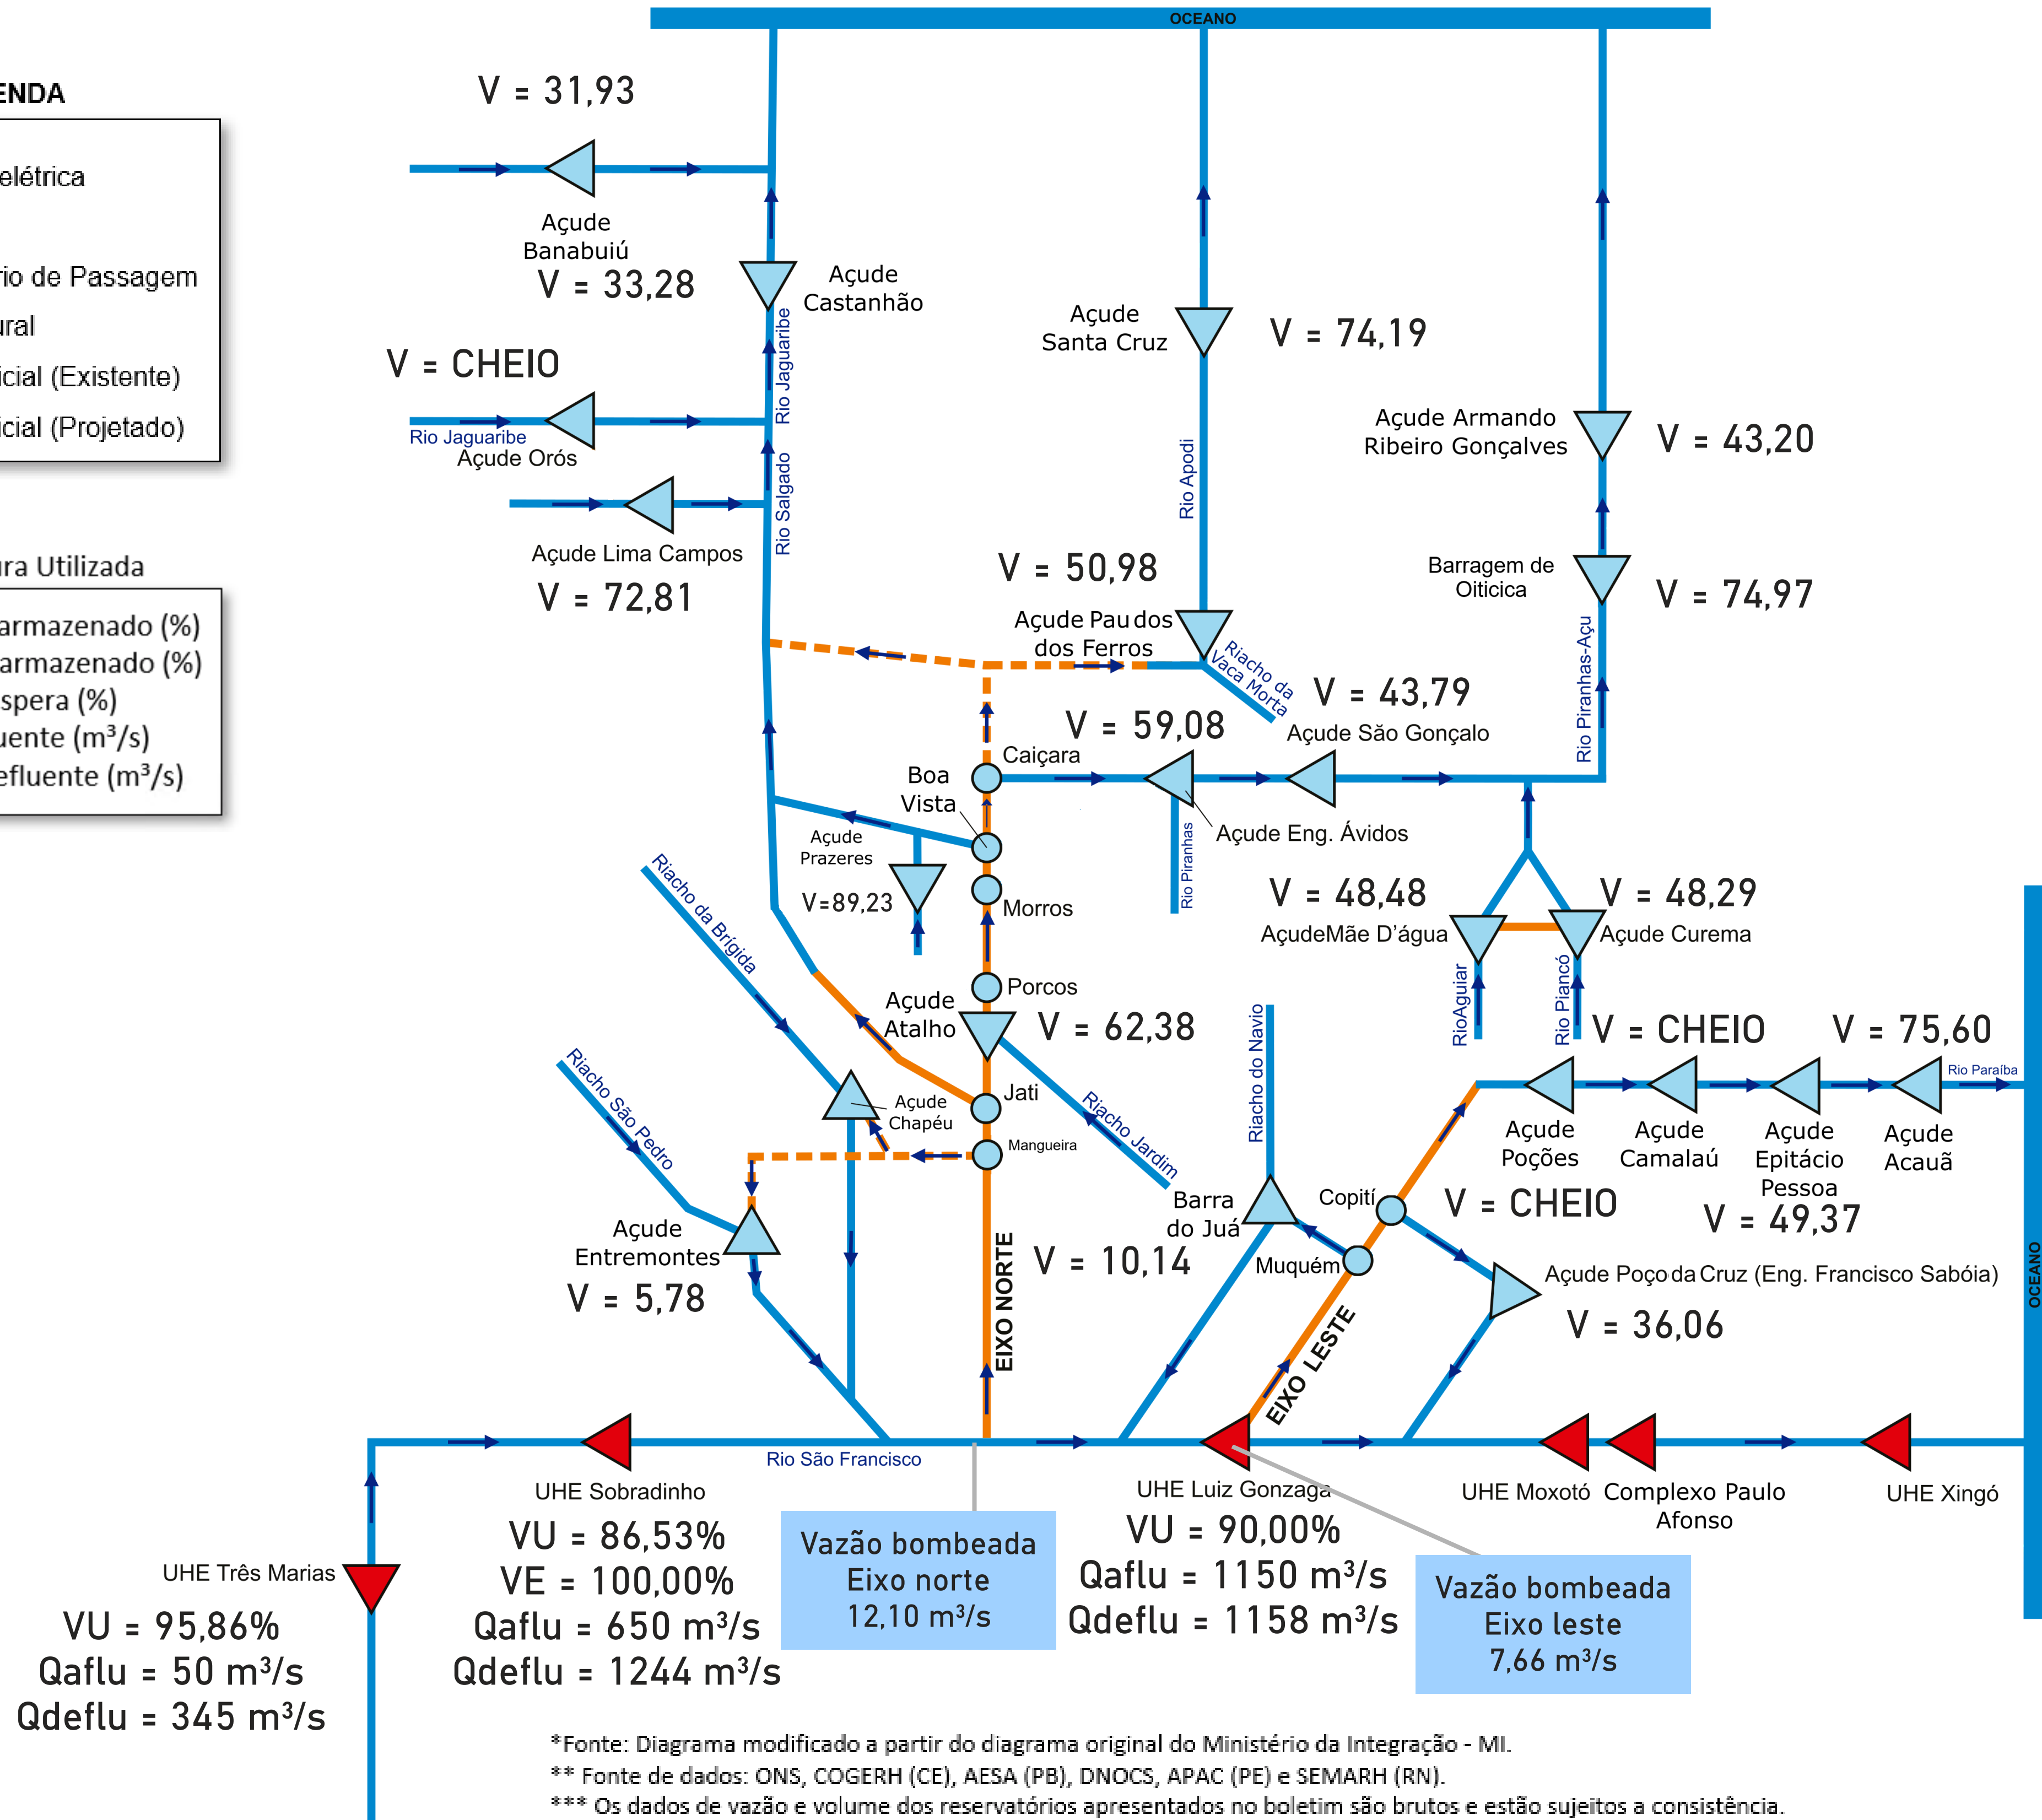 OCEANO
V = 31,93
ENDA
elétrica
rio de Passagem
ural
icial (Existente)
icial (Projetado)
Açude
Banabuiú
V = 33,28
Açude
Castanhão
Rio Jaguaribe
V = CHEIO
Rio Jaguaribe
Açude Orós
Rio Salgado
Açude Lima Campos
V = 72,81
Açude
Santa Cruz
V = 74,19
Rio Apodi
Açude Armando
Ribeiro Gonçalves
V = 43,20
Barragem de
Oiticica
V = 74,97
Rio Piranhas-Açu
ura Utilizada
armazenado (%)
armazenado (%)
spera (%)
uente (m³/s)
efluente (m³/s)
V = 50,98
Açude Pau dos
dos Ferros
Riacho da
Vaca Morta
V = 43,79
Açude São Gonçalo
V = 59,08
Caiçara
Boa
Vista
Açude Eng. Ávidos
Rio Piranhas
Açude
Prazeres
V=89,23
Morros
Riacho da Brígida
V = 48,48
AçudeMãe D'água
V = 48,29
Açude Curema
RioAguiar
Rio Piancó
Porcos
Açude
Atalho
V = 62,38
Riacho do Navio
V = CHEIO
V = 75,60
Rio Paraíba
Riacho São Pedro
Açude
Chapéu
Jati
Mangueira
Riacho Jardim
Açude
Poções
Açude
Camalaú
Açude
Epitácio
Pessoa
V = 49,37
Açude
Acauã
Barra
do Juá
Copití
V = CHEIO
Açude
Entremontes
V = 5,78
EIXO NORTE
V = 10,14
Muquém
Açude Poço da Cruz (Eng. Francisco Sabóia)
V = 36,06
EIXO LESTE
OCEANO
Rio São Francisco
UHE Sobradinho
VU = 86,53%
VE = 100,00%
Qaflu = 650 m³/s
Qdeflu = 1244 m³/s
Vazão bombeada
Eixo norte
12,10 m³/s
UHE Luiz Gonzaga
VU = 90,00%
Qaflu = 1150 m³/s
Qdeflu = 1158 m³/s
Vazão bombeada
Eixo leste
7,66 m³/s
UHE Moxotó
Complexo Paulo
Afonso
UHE Xingó
UHE Três Marias
VU = 95,86%
Qaflu = 50 m³/s
Qdeflu = 345 m³/s
*Fonte: Diagrama modificado a partir do diagrama original do Ministério da Integração - MI.
** Fonte de dados: ONS, COGERH (CE), AESA (PB), DNOCS, APAC (PE) e SEMARH (RN).
*** Os dados de vazão e volume dos reservatórios apresentados no boletim são brutos e estão sujeitos a consistência.